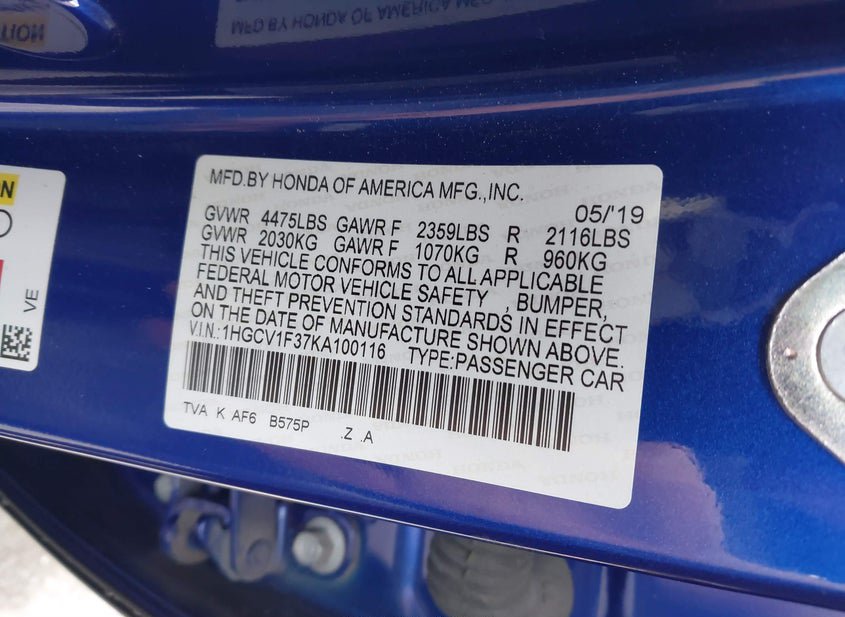 MFD.BY HONDA OF AMERICA MFG.,INC.
05/'19
GVWR 4475LBS GAWR F 2359LBS R 2116LBS
GVWR 2030KG GAWR F 1070KG R 960KG
THIS VEHICLE CONFORMS TO ALL APPLICABLE
FEDERAL MOTOR VEHICLE SAFETY , BUMPER,
AND THEFT PREVENTION STANDARDS IN EFFECT
ON THE DATE OF MANUFACTURE SHOWN ABOVE.
V.I.N.:1HGCV1F37KA100116 TYPE:PASSENGER CAR
TVA K AF6 B575P .Z .A
VE